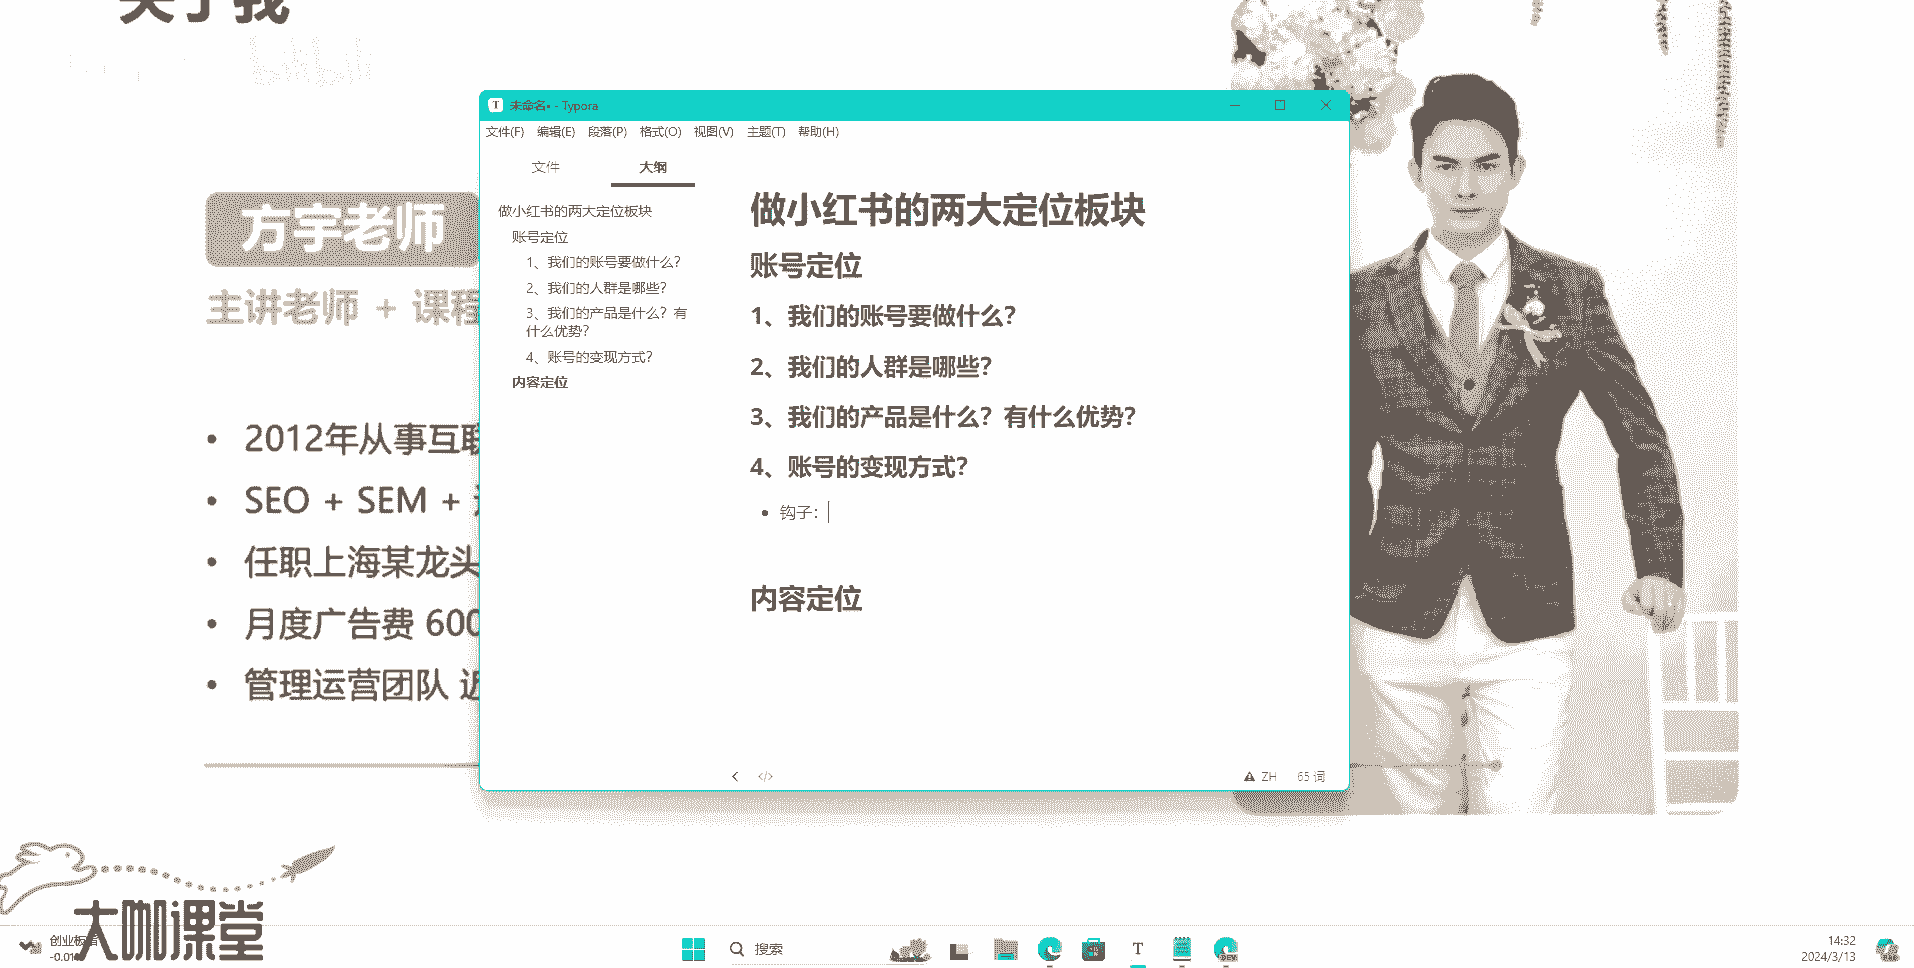 关于我
bilibili
方宇老师
主讲老师 + 课程
• 2012年从事互联
• SEO + SEM +
• 任职上海某龙头
• 月度广告费 600
• 管理运营团队 近
未命名• - Typora
文件(F) 编辑(E) 段落(P) 格式(O) 视图(V) 主题(T) 帮助(H)
文件 大纲
做小红书的两大定位板块
账号定位
1、我们的账号要做什么?
2、我们的人群是哪些?
3、我们的产品是什么? 有
什么优势?
4、账号的变现方式?
内容定位
做小红书的两大定位板块
账号定位
1、我们的账号要做什么?
2、我们的人群是哪些?
3、我们的产品是什么? 有什么优势?
4、账号的变现方式?
• 钩子:
内容定位
</> ZH 65 词
大咖课堂
创业板指
-0.01
搜索
T
DEV
14:32
2024/3/13